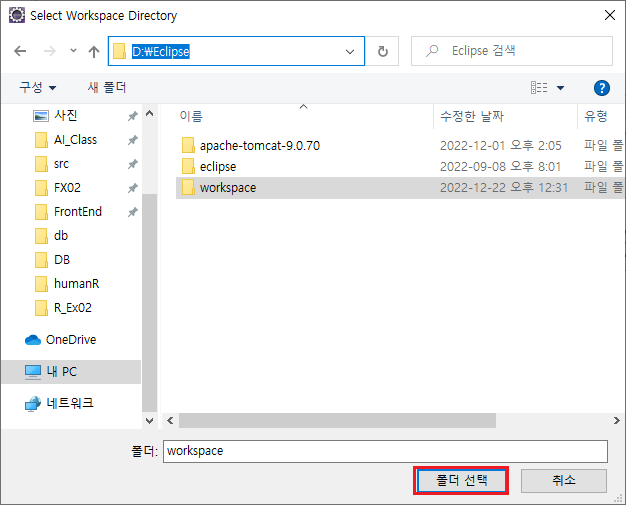 Select Workspace Directory
D:₩Eclipse
Eclipse 검색
구성
새 폴더
사진
AI_Class
src
FX02
FrontEnd
db
DB
humanR
R_Ex02
OneDrive
내 PC
네트워크
이름 수정한 날짜 유형
apache-tomcat-9.0.70 2022-12-01 오후 2:05 파일 폴
eclipse 2022-09-08 오후 8:01 파일 폴
workspace 2022-12-22 오후 12:31 파일 폴
폴더: workspace
폴더 선택 취소